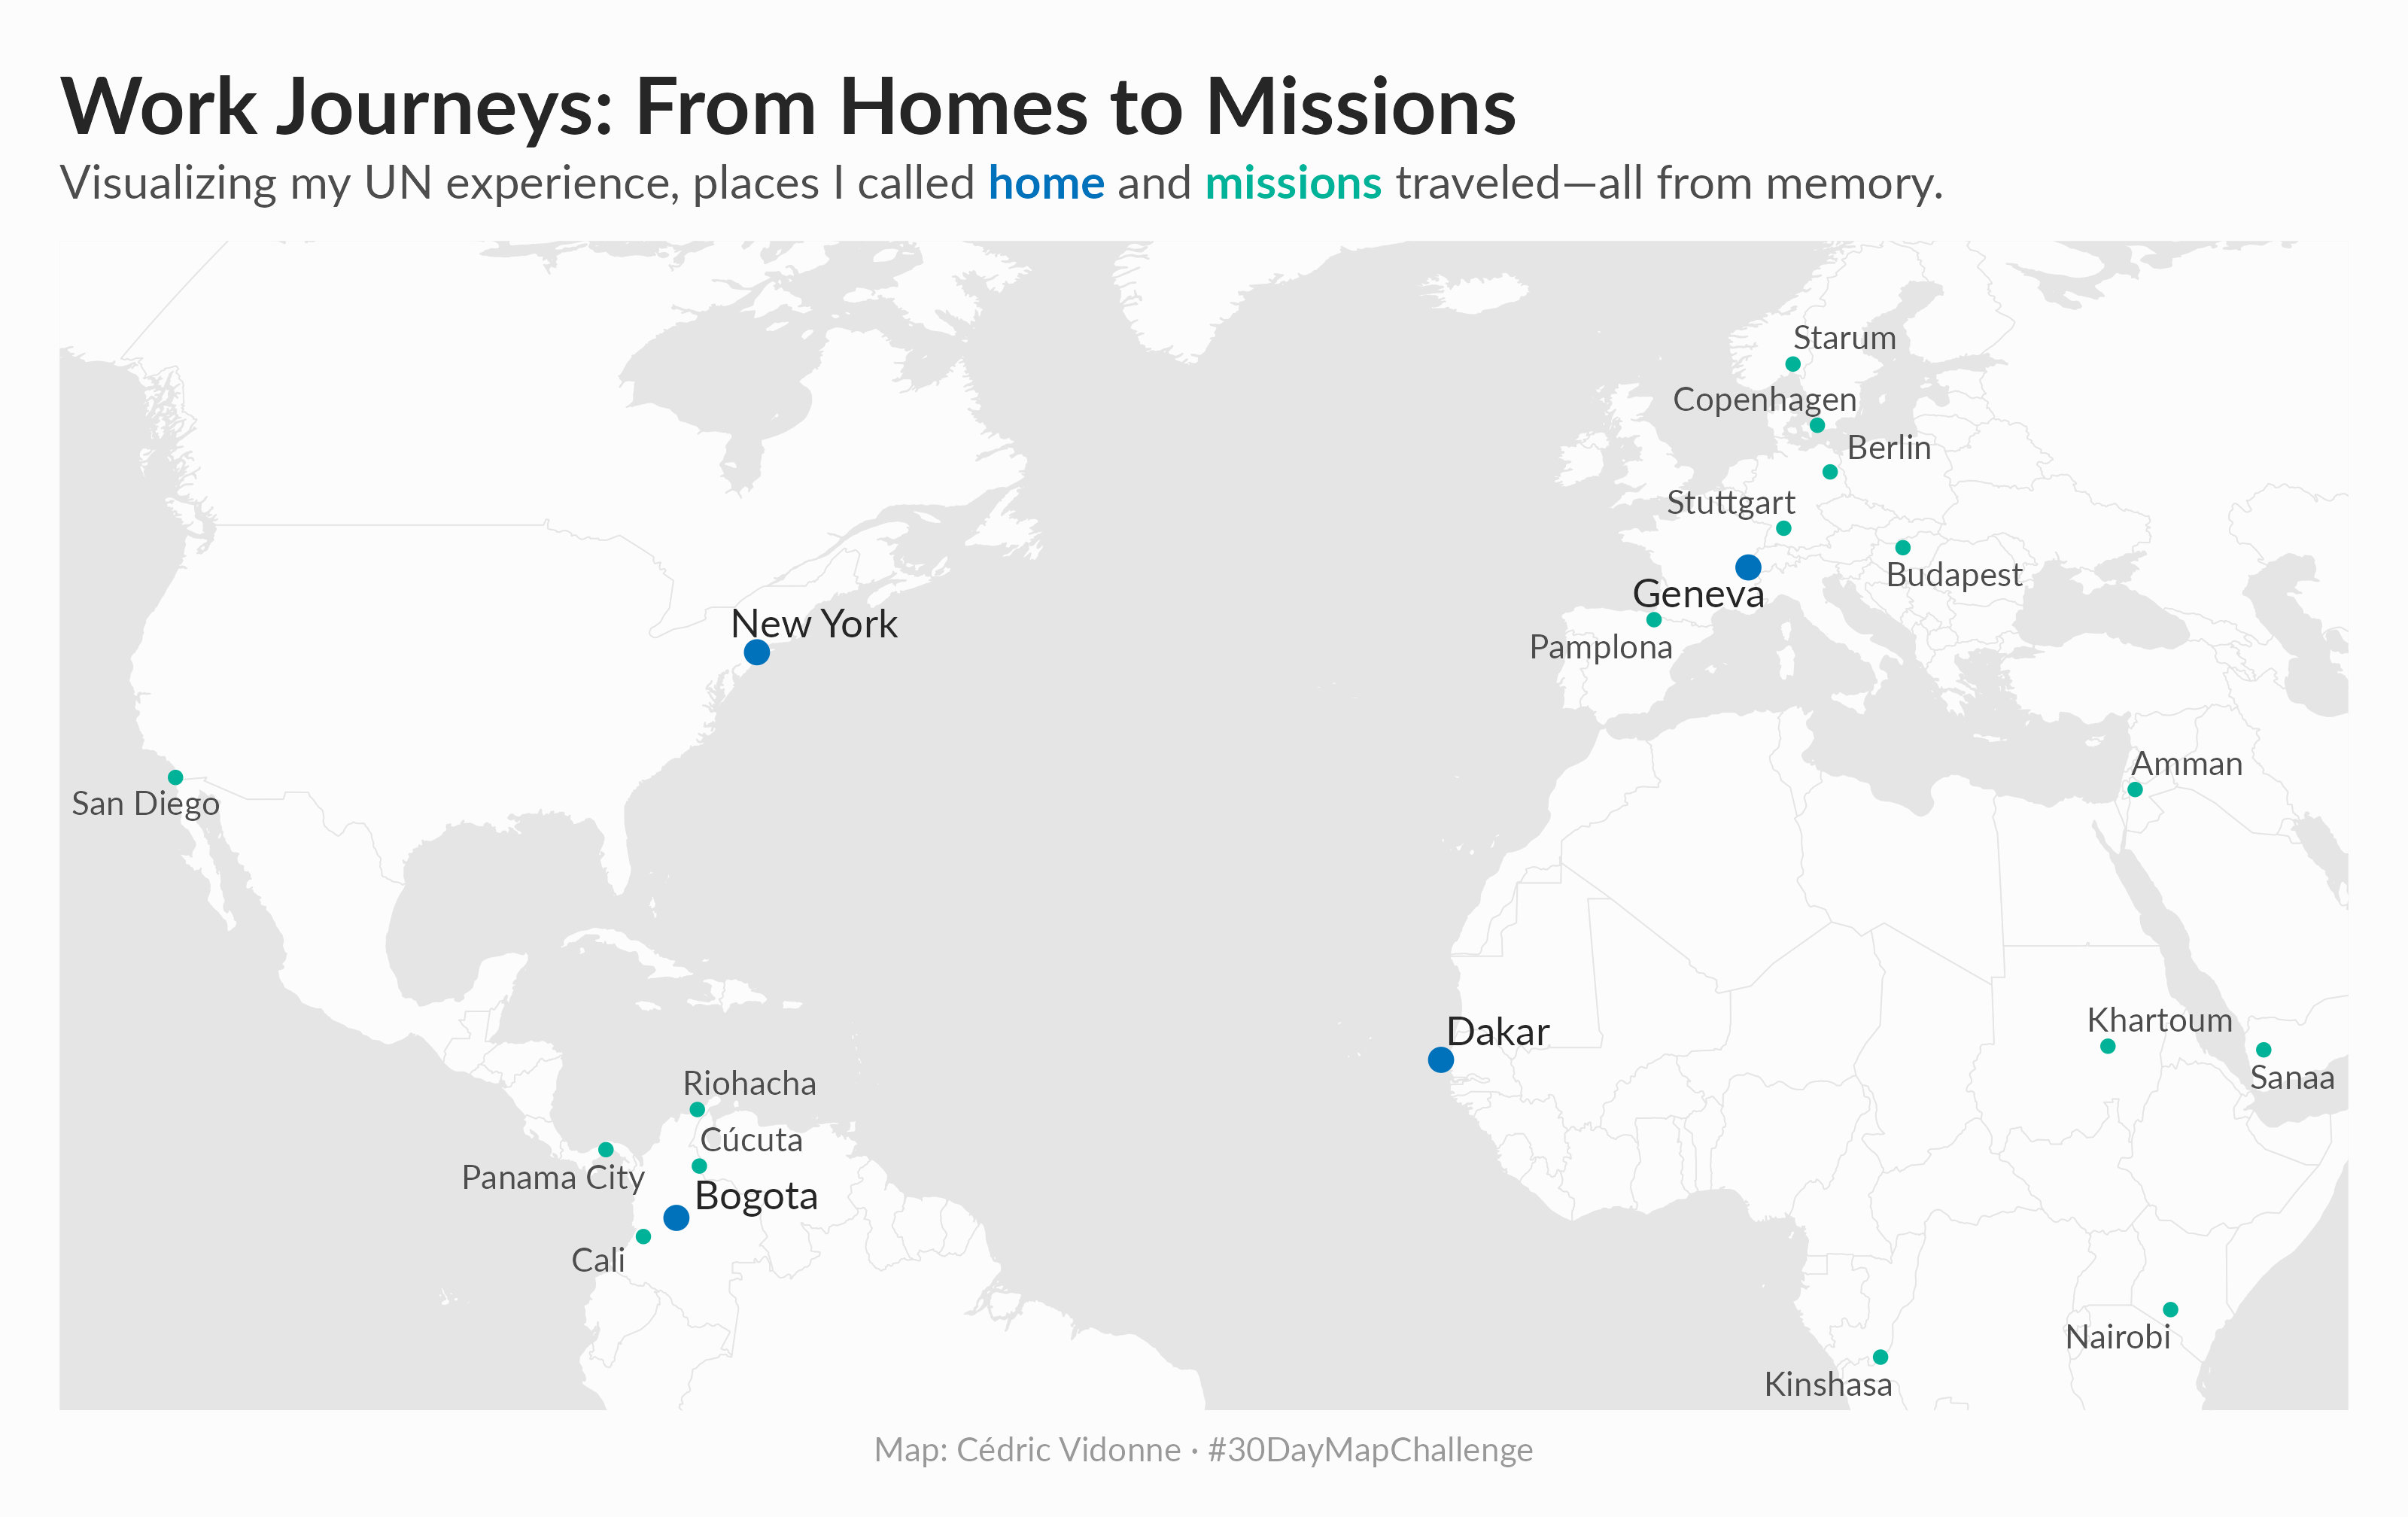 Work Journeys: From Homes to Missions
Visualizing my UN experience, places I called home and missions traveled—all from memory.
Starum
Copenhagen
Berlin
Stuttgart
Budapest
Geneva
New York
Pamplona
Amman
San Diego
Khartoum
Dakar
Sanaa
Riohacha
Cúcuta
Panama City
Bogota
Cali
Nairobi
Kinshasa
Map: Cédric Vidonne · #30DayMapChallenge